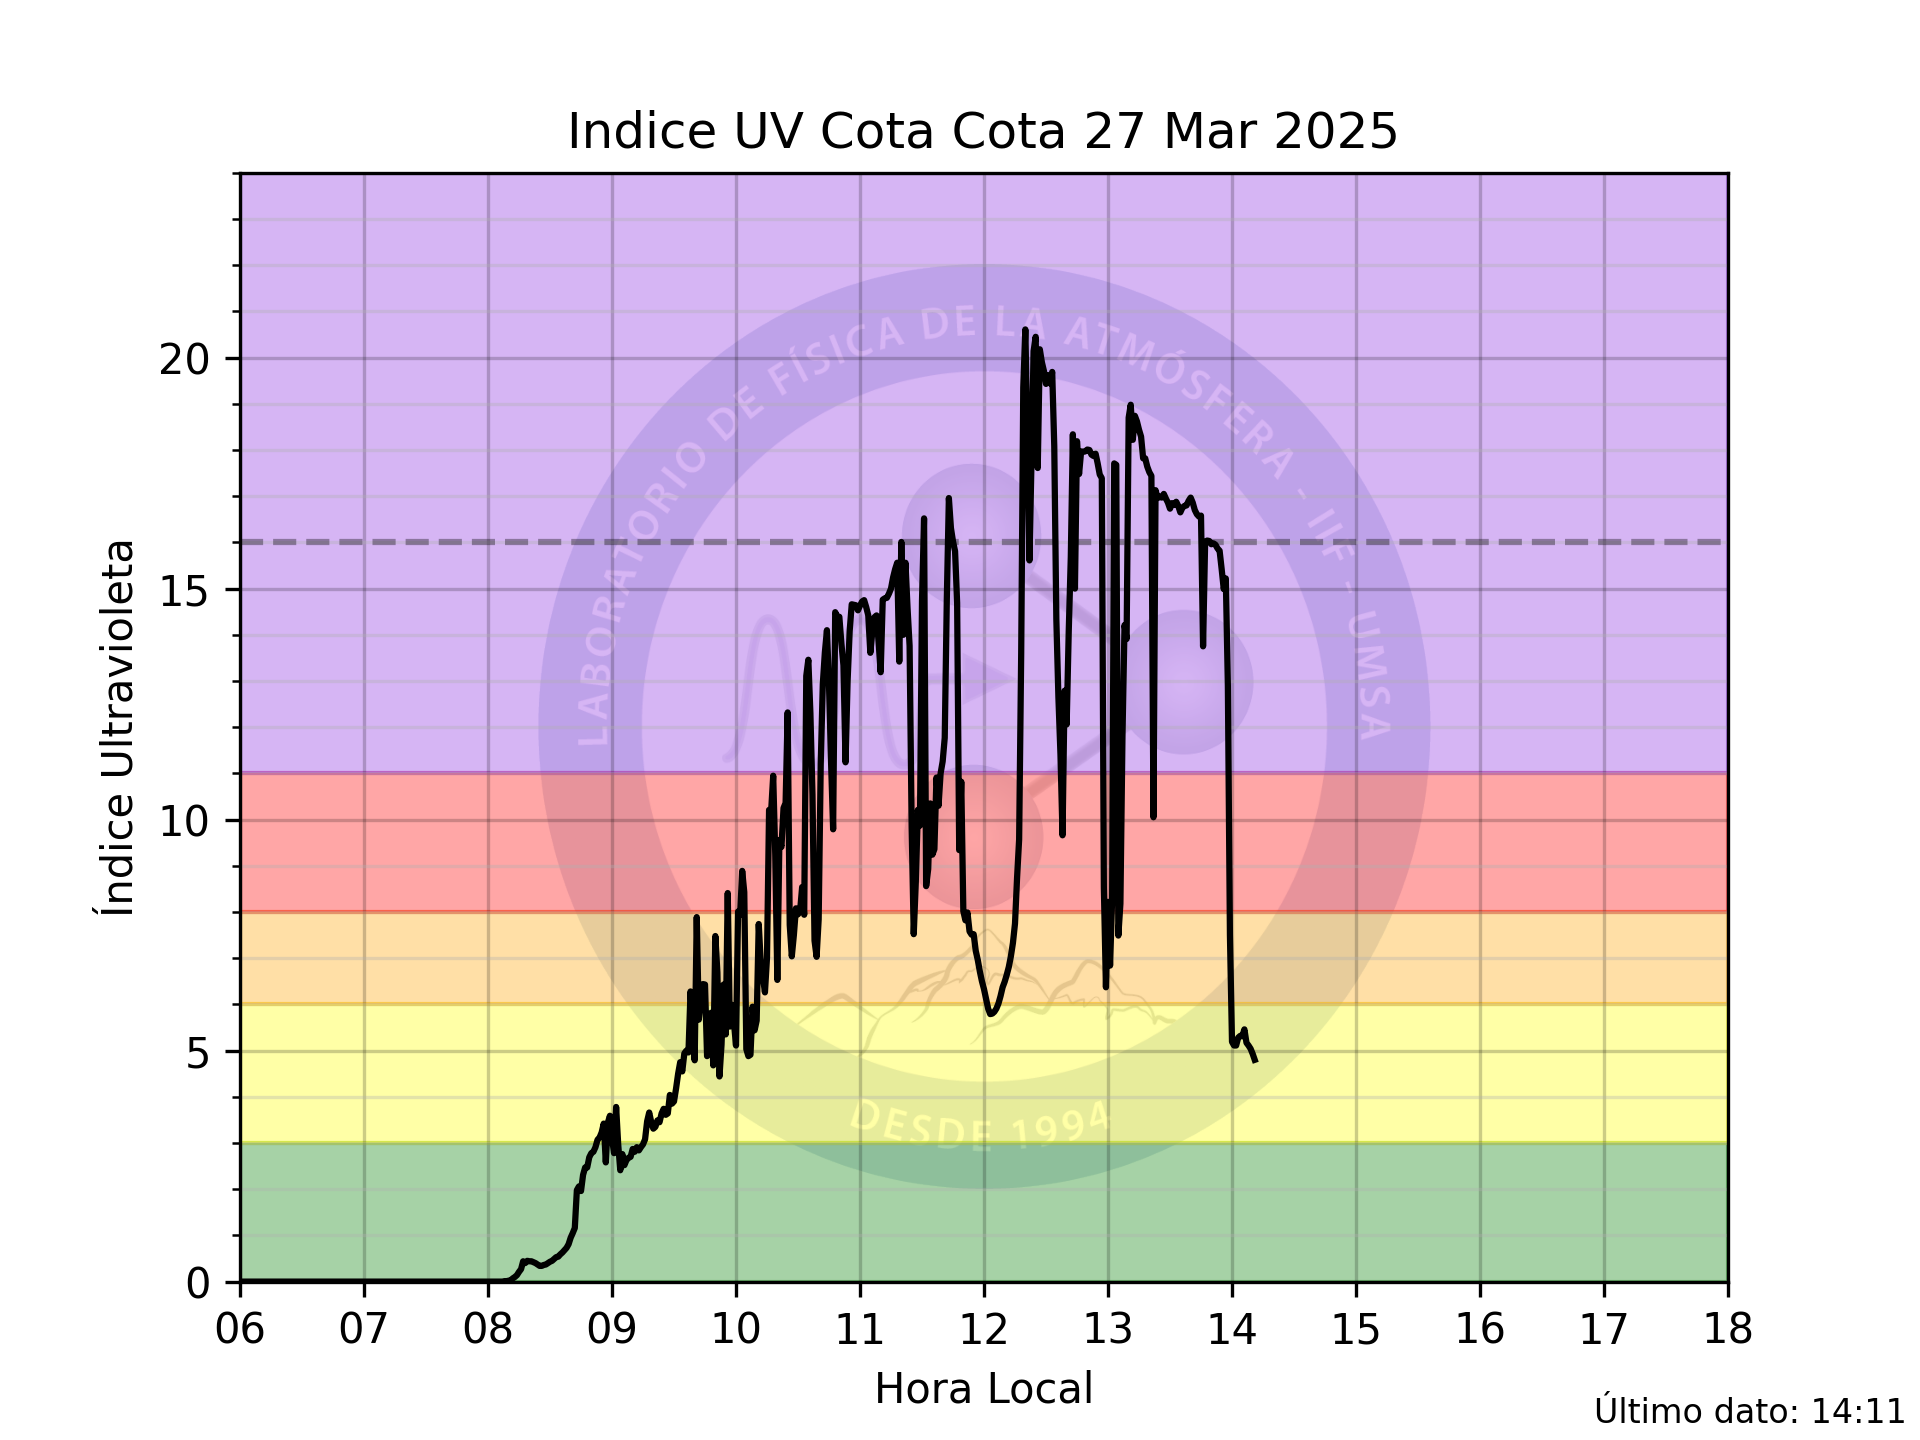 Indice UV Cota Cota 27 Mar 2025
LABORATORIO DE FÍSICA DE LA ATMÓSFERA - IIF - UMSA
DESDE 1994
Índice Ultravioleta
20
15
10
5
0
06 07 08 09 10 11 12 13 14 15 16 17 18
Hora Local
Último dato: 14:11